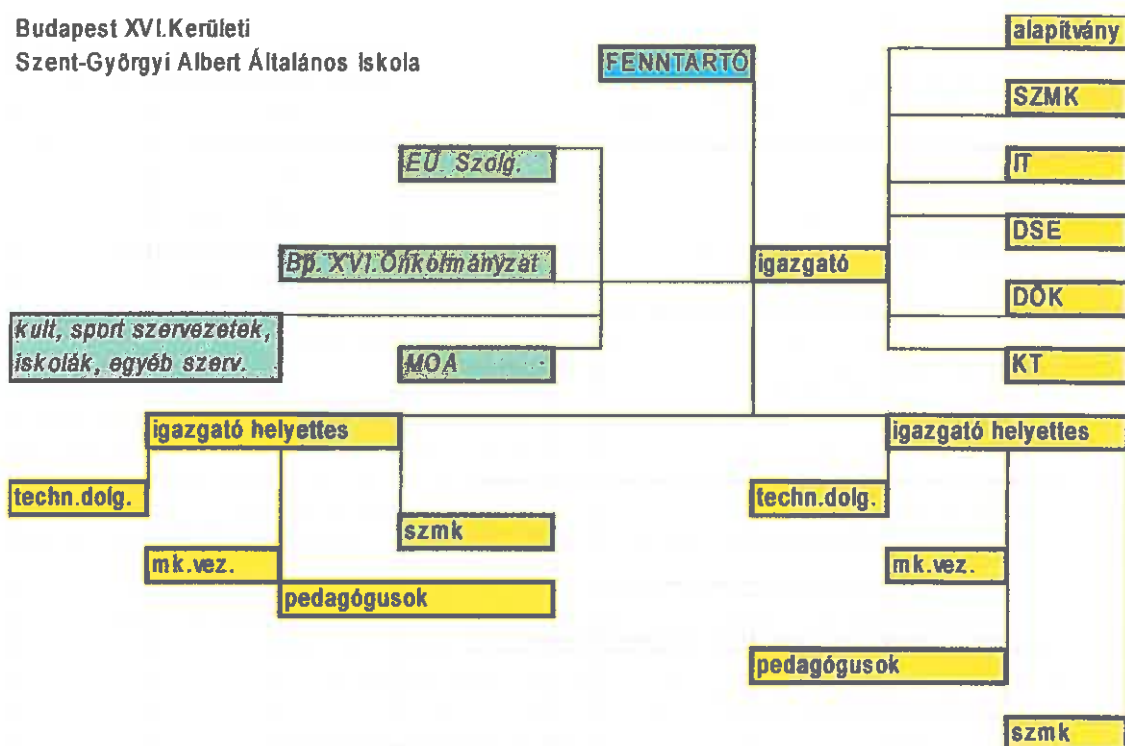 Budapest XVI.Kerületi
Szent-Györgyi Albert Általános Iskola
FENNTARTÓ
alapítvány
SZMK
EÜ. Szolg.
IT
DSE
Bp. XVI.Önkolmányzat
igazgató
DÖK
kult, sport szervezetek,
iskolák, egyéb szerv.
MOA
KT
igazgató helyettes
igazgató helyettes
techn.dolg.
techn.dolg.
szmk
mk.vez.
mk.vez.
pedagógusok
pedagógusok
szmk